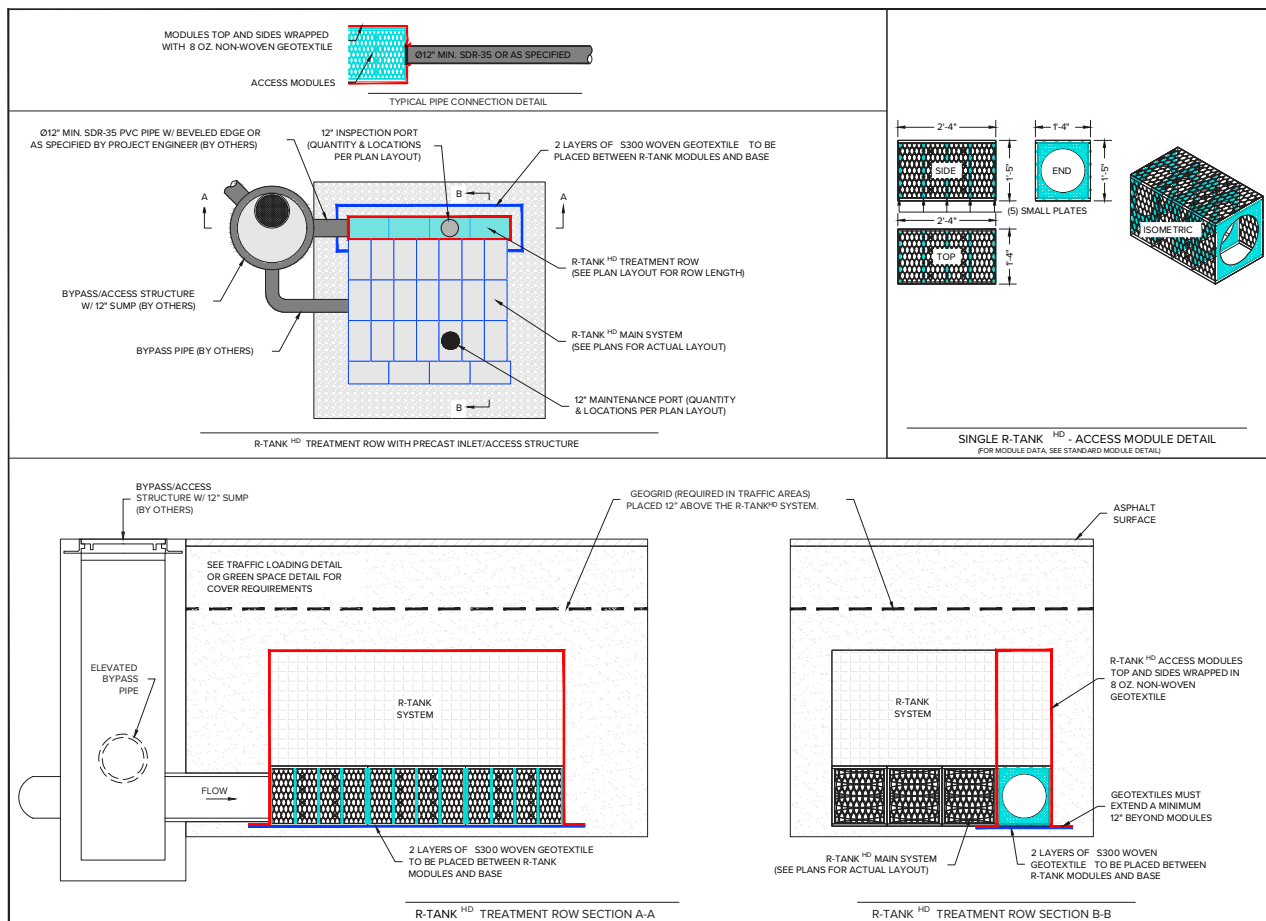 MODULES TOP AND SIDES WRAPPED
WITH 8 OZ. NON-WOVEN GEOTEXTILE
Ø12" MIN. SDR-35 OR AS SPECIFIED
ACCESS MODULES
TYPICAL PIPE CONNECTION DETAIL
Ø12" MIN. SDR-35 PVC PIPE W/ BEVELED EDGE OR
AS SPECIFIED BY PROJECT ENGINEER (BY OTHERS)
12" INSPECTION PORT
(QUANTITY & LOCATIONS
PER PLAN LAYOUT)
2 LAYERS OF S300 WOVEN GEOTEXTILE TO BE
PLACED BETWEEN R-TANK MODULES AND BASE
A
B
A
R-TANK HD TREATMENT ROW
(SEE PLAN LAYOUT FOR ROW LENGTH)
BYPASS/ACCESS STRUCTURE
W/ 12" SUMP (BY OTHERS)
R-TANK HD MAIN SYSTEM
(SEE PLANS FOR ACTUAL LAYOUT)
BYPASS PIPE (BY OTHERS)
B
12" MAINTENANCE PORT (QUANTITY
& LOCATIONS PER PLAN LAYOUT)
R-TANK HD TREATMENT ROW WITH PRECAST INLET/ACCESS STRUCTURE
2'-4"
1'-4"
SIDE
1'-5"
END
1'-5"
(5) SMALL PLATES
2'-4"
TOP
1'-4"
ISOMETRIC
SINGLE R-TANK HD - ACCESS MODULE DETAIL
(FOR MODULE DATA, SEE STANDARD MODULE DETAIL)
BYPASS/ACCESS
STRUCTURE W/ 12" SUMP
(BY OTHERS)
GEOGRID (REQUIRED IN TRAFFIC AREAS)
PLACED 12" ABOVE THE R-TANKHD SYSTEM.
ASPHALT
SURFACE
SEE TRAFFIC LOADING DETAIL
OR GREEN SPACE DETAIL FOR
COVER REQUIREMENTS
ELEVATED
BYPASS
PIPE
R-TANK
SYSTEM
FLOW
2 LAYERS OF S300 WOVEN GEOTEXTILE
TO BE PLACED BETWEEN R-TANK
MODULES AND BASE
R-TANK HD TREATMENT ROW SECTION A-A
R-TANK
SYSTEM
R-TANK HD ACCESS MODULES
TOP AND SIDES WRAPPED IN
8 OZ. NON-WOVEN
GEOTEXTILE
GEOTEXTILES MUST
EXTEND A MINIMUM
12" BEYOND MODULES
R-TANK HD MAIN SYSTEM
(SEE PLANS FOR ACTUAL LAYOUT)
2 LAYERS OF S300 WOVEN
GEOTEXTILE TO BE PLACED BETWEEN
R-TANK MODULES AND BASE
R-TANK HD TREATMENT ROW SECTION B-B